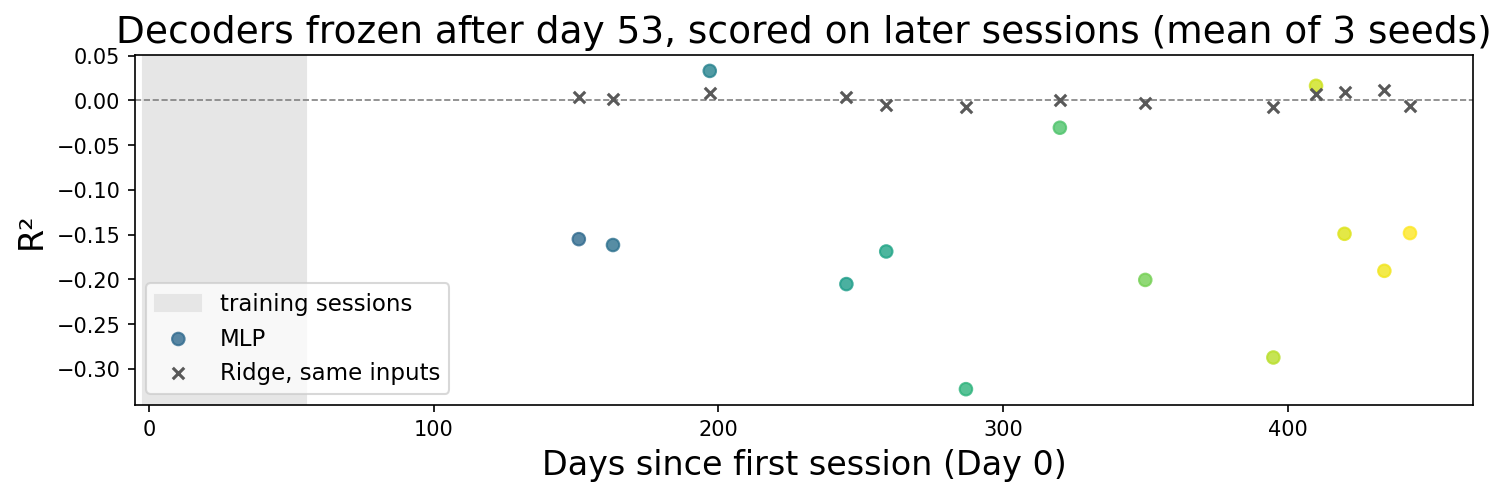 Decoders frozen after day 53, scored on later sessions (mean of 3 seeds)
R²
0.05
0.00
−0.05
−0.10
−0.15
−0.20
−0.25
−0.30
training sessions
MLP
Ridge, same inputs
0 100 200 300 400
Days since first session (Day 0)